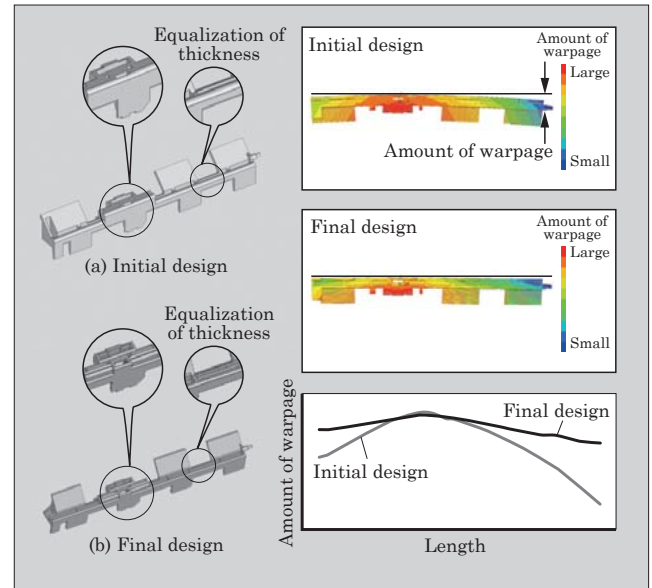 Equalization of
thickness
(a) Initial design
Equalization
of thickness
(b) Final design
Initial design
Amount of
warpage
Large
Amount of warpage
Small
Final design
Amount of
warpage
Large
Small
Amount of warpage
Final design
Initial design
Length